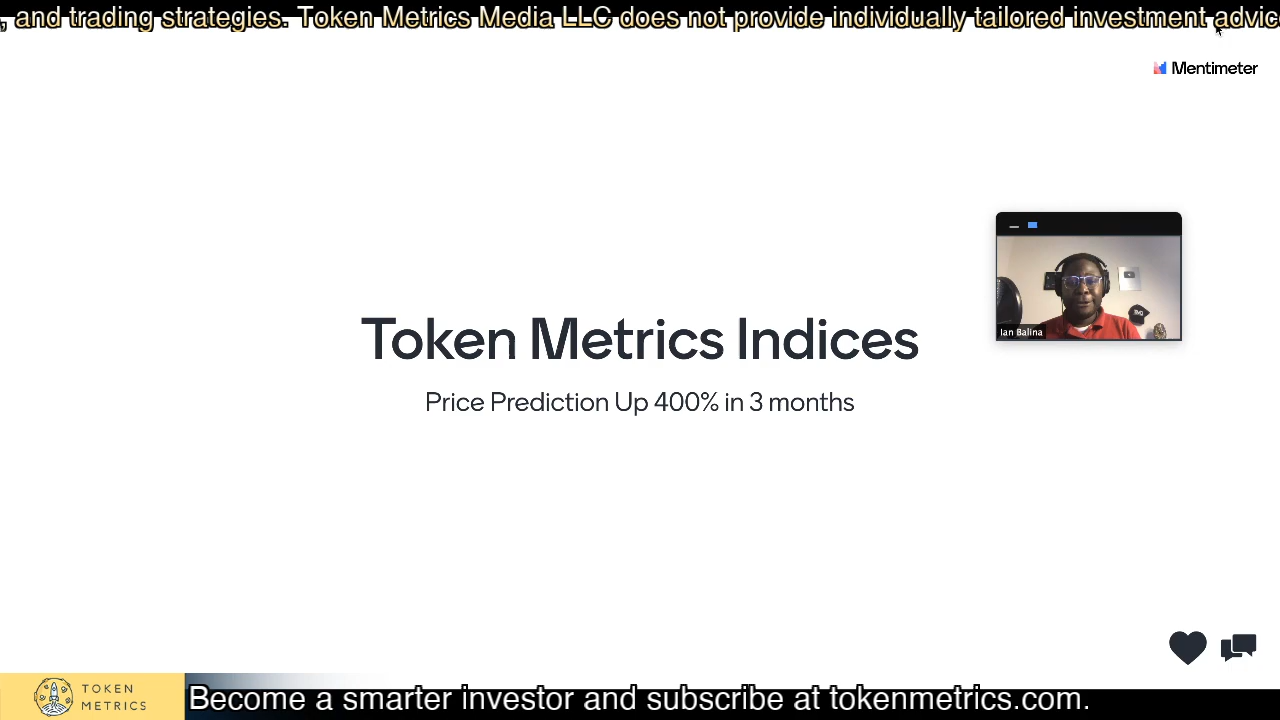 , and trading strategies. Token Metrics Media LLC does not provide individually tailored investment advic
Mentimeter
Token Metrics Indices
Price Prediction Up 400% in 3 months
Ian Balina
TOKEN
METRICS
Become a smarter investor and subscribe at tokenmetrics.com.